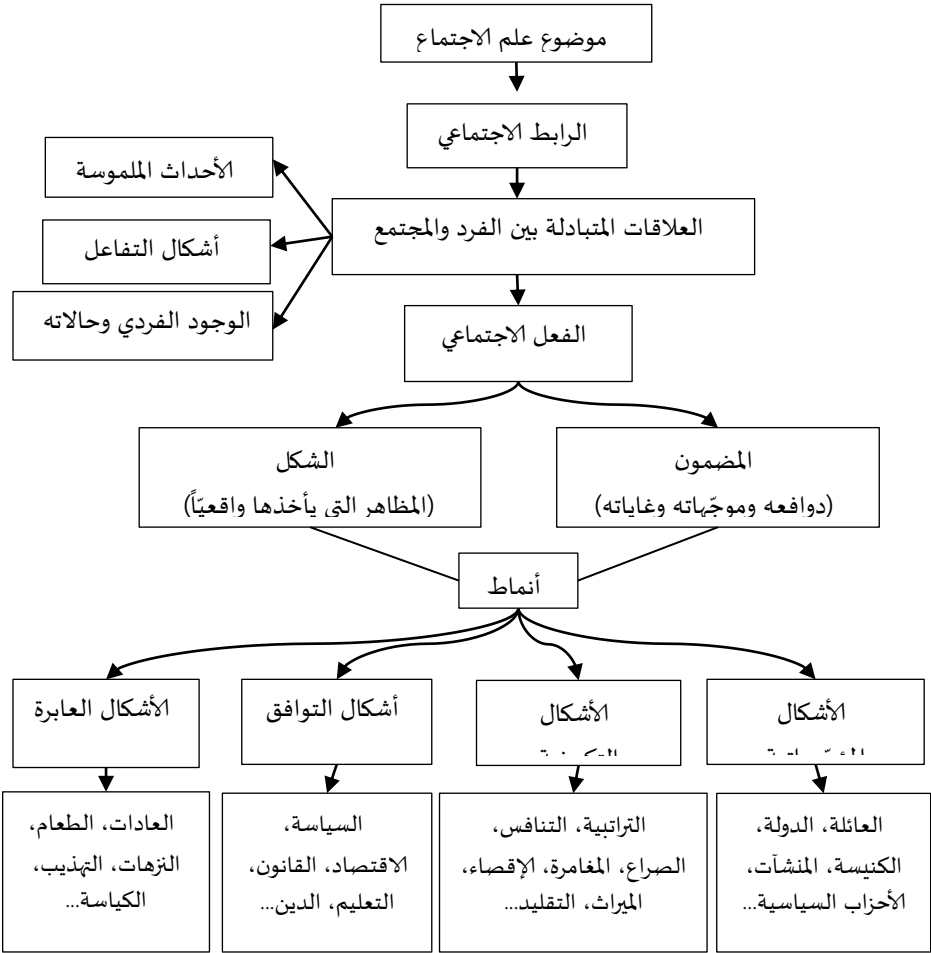 موضوع علم الاجتماع
الرابط الاجتماعي
الأحداث الملموسة
العلاقات المتبادلة بين الفرد والمجتمع
أشكال التفاعل
الوجود الفردي وحالاته
الفعل الاجتماعي
المضمون
(دوافعه وموجّهاته وغاياته)
الشكل
(المظاهر التي يأخذها واقعيّاً)
أنماط
الأشكال
الأشكال
أشكال التوافق
الأشكال العابرة
العائلة، الدولة،
الكنيسة، المنشآت،
الأحزاب السياسية...
التراتبية، التنافس،
الصراع، المغامرة، الإقصاء،
الميراث، التقليد...
السياسة،
الاقتصاد، القانون،
التعليم، الدين...
العادات، الطعام،
النزهات، التهذيب،
الكياسة...